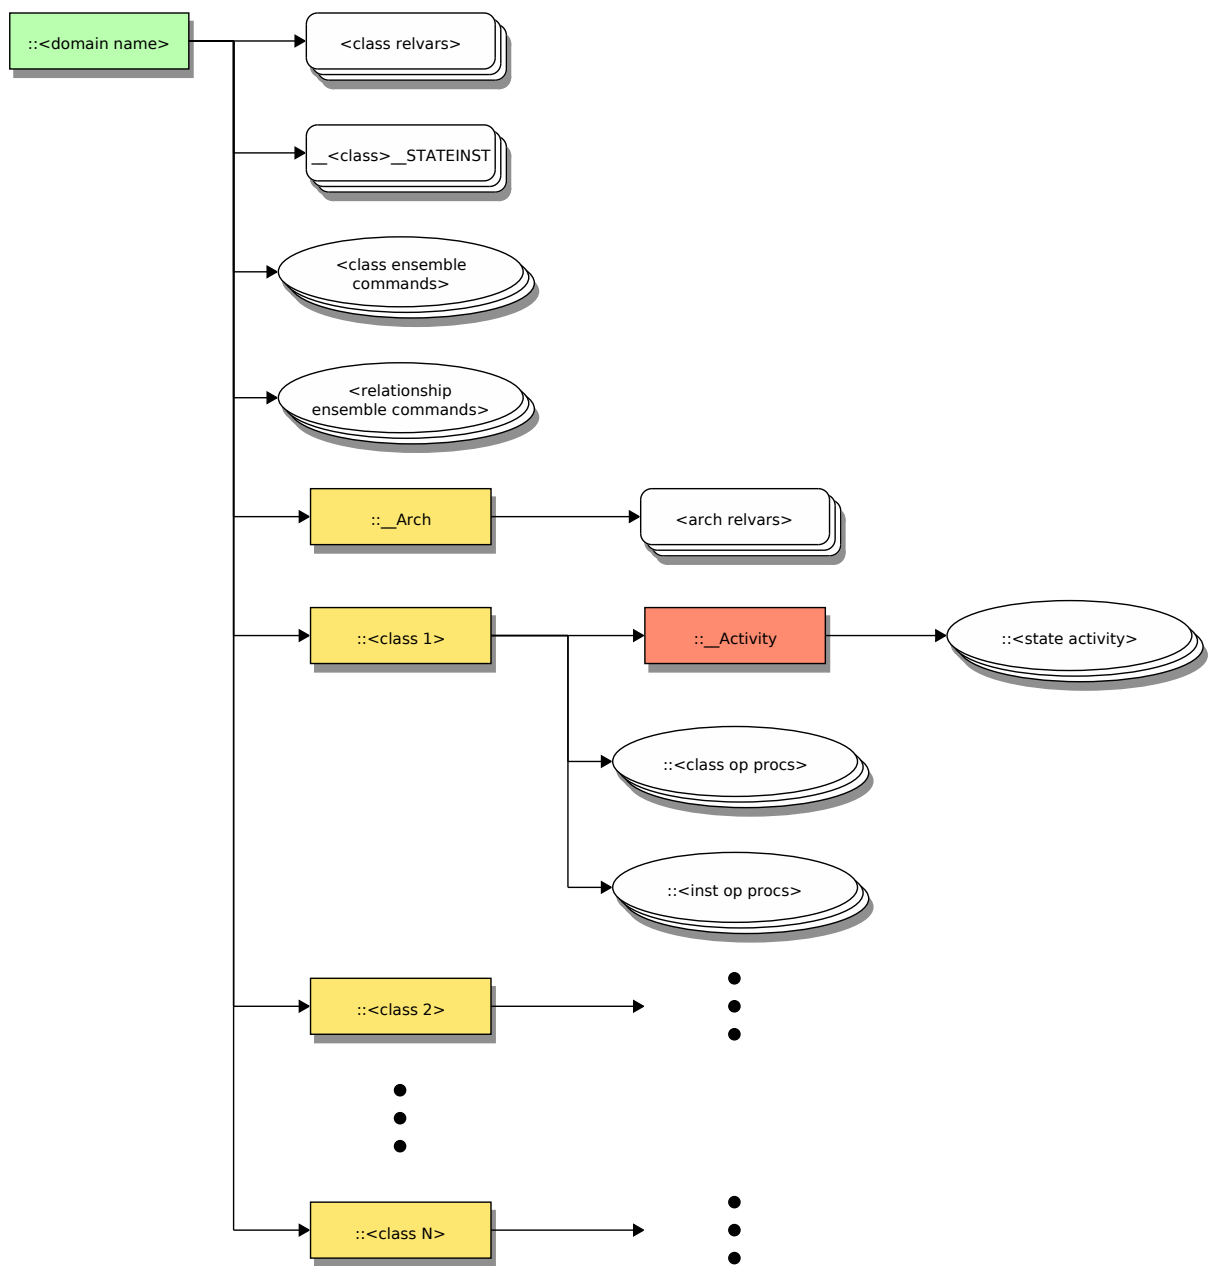 ::<domain name>
<class relvars>
__<class>__STATEINST
<class ensemble
commands>
<relationship
ensemble commands>
::__Arch
<arch relvars>
::<class 1>
::__Activity
::<state activity>
::<class op procs>
::<inst op procs>
::<class 2>
::<class N>